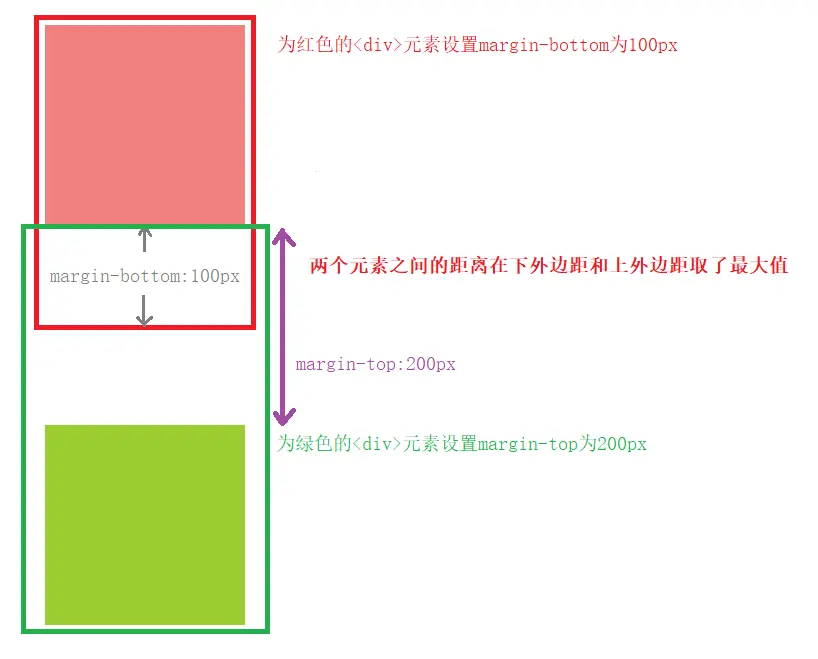 为红色的<div>元素设置margin-bottom为100px
两个元素之间的距离在下外边距和上外边距取了最大值
margin-bottom:100px
margin-top:200px
为绿色的<div>元素设置margin-top为200px